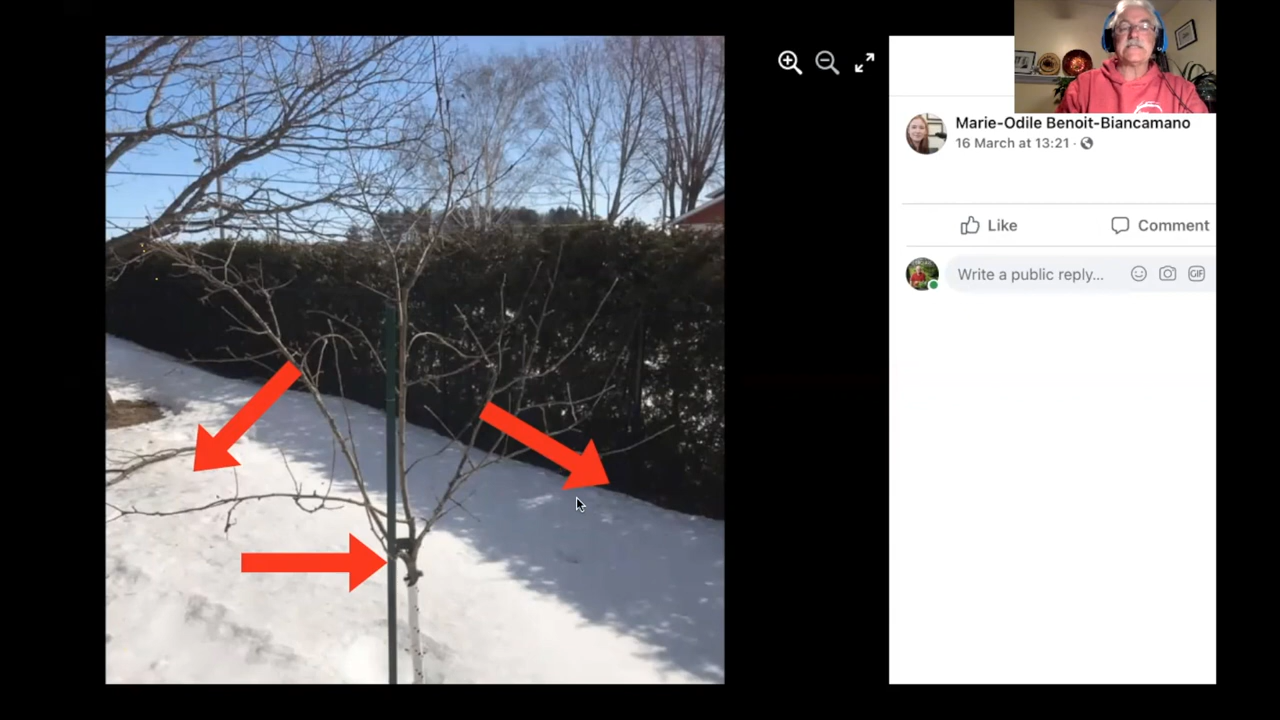 Marie-Odile Benoit-Biancamano
16 March at 13:21 ·
Like
Comment
Write a public reply...
GIF